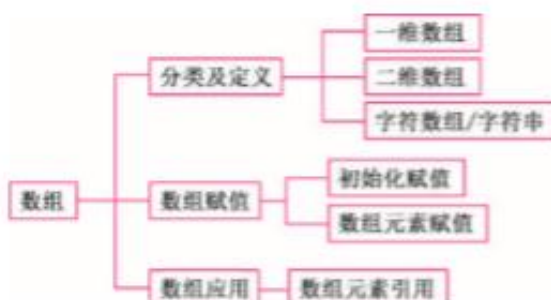 一维数组
分类及定义
二维数组
字符数组/字符串
数组
数组赋值
初始化赋值
数组元素赋值
数组应用
数组元素引用